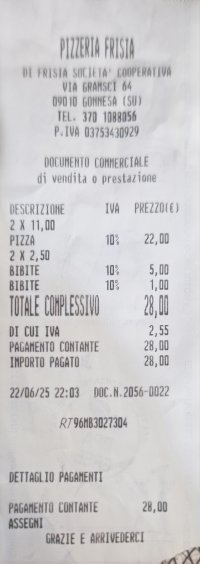 PIZZERIA FRISIA
DI FRISIA SOCIETA' COOPERATIVA
VIA GRAMSCI 64
09010 GONNESA (SU)
TEL. 370 1088056
P.IVA 03753430929
DOCUMENTO COMMERCIALE
di vendita o prestazione
DESCRIZIONE IVA PREZZO(€)
2 X 11,00
PIZZA 10% 22,00
2 X 2,50
BIBITE 10% 5,00
BIBITE 10% 1,00
TOTALE COMPLESSIVO 28,00
DI CUI IVA 2,55
PAGAMENTO CONTANTE 28,00
IMPORTO PAGATO 28,00
22/06/25 22:03 DOC.N.2056-0022
RT96MB3027304
DETTAGLIO PAGAMENTI
PAGAMENTO CONTANTE 28,00
ASSEGNI
GRAZIE E ARRIVEDERCI